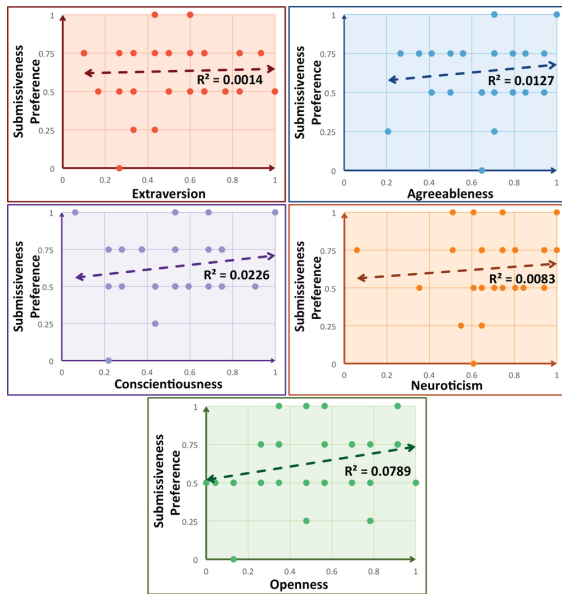 Submissiveness
Preference
1
0.75
0.5
0.25
0
0
0.2
0.4
0.6
0.8
1
R² = 0.0014
Extraversion
Submissiveness
Preference
1
0.75
0.5
0.25
0
0
0.2
0.4
0.6
0.8
1
R² = 0.0127
Agreeableness
Submissiveness
Preference
1
0.75
0.5
0.25
0
0
0.2
0.4
0.6
0.8
1
R² = 0.0226
Conscientiousness
Submissiveness
Preference
1
0.75
0.5
0.25
0
0
0.2
0.4
0.6
0.8
1
R² = 0.0083
Neuroticism
Submissiveness
Preference
1
0.75
0.5
0.25
0
0
0.2
0.4
0.6
0.8
1
R² = 0.0789
Openness